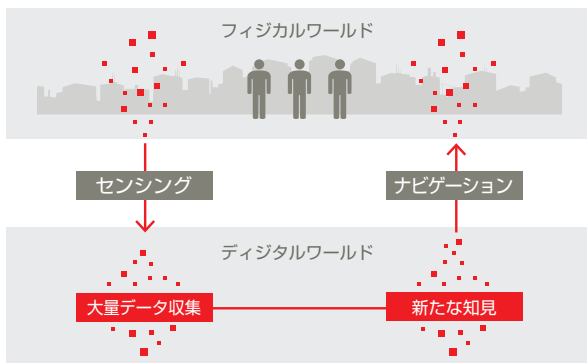 フィジカルワールド
センシング
ナビゲーション
ディジタルワールド
大量データ収集
新たな知見